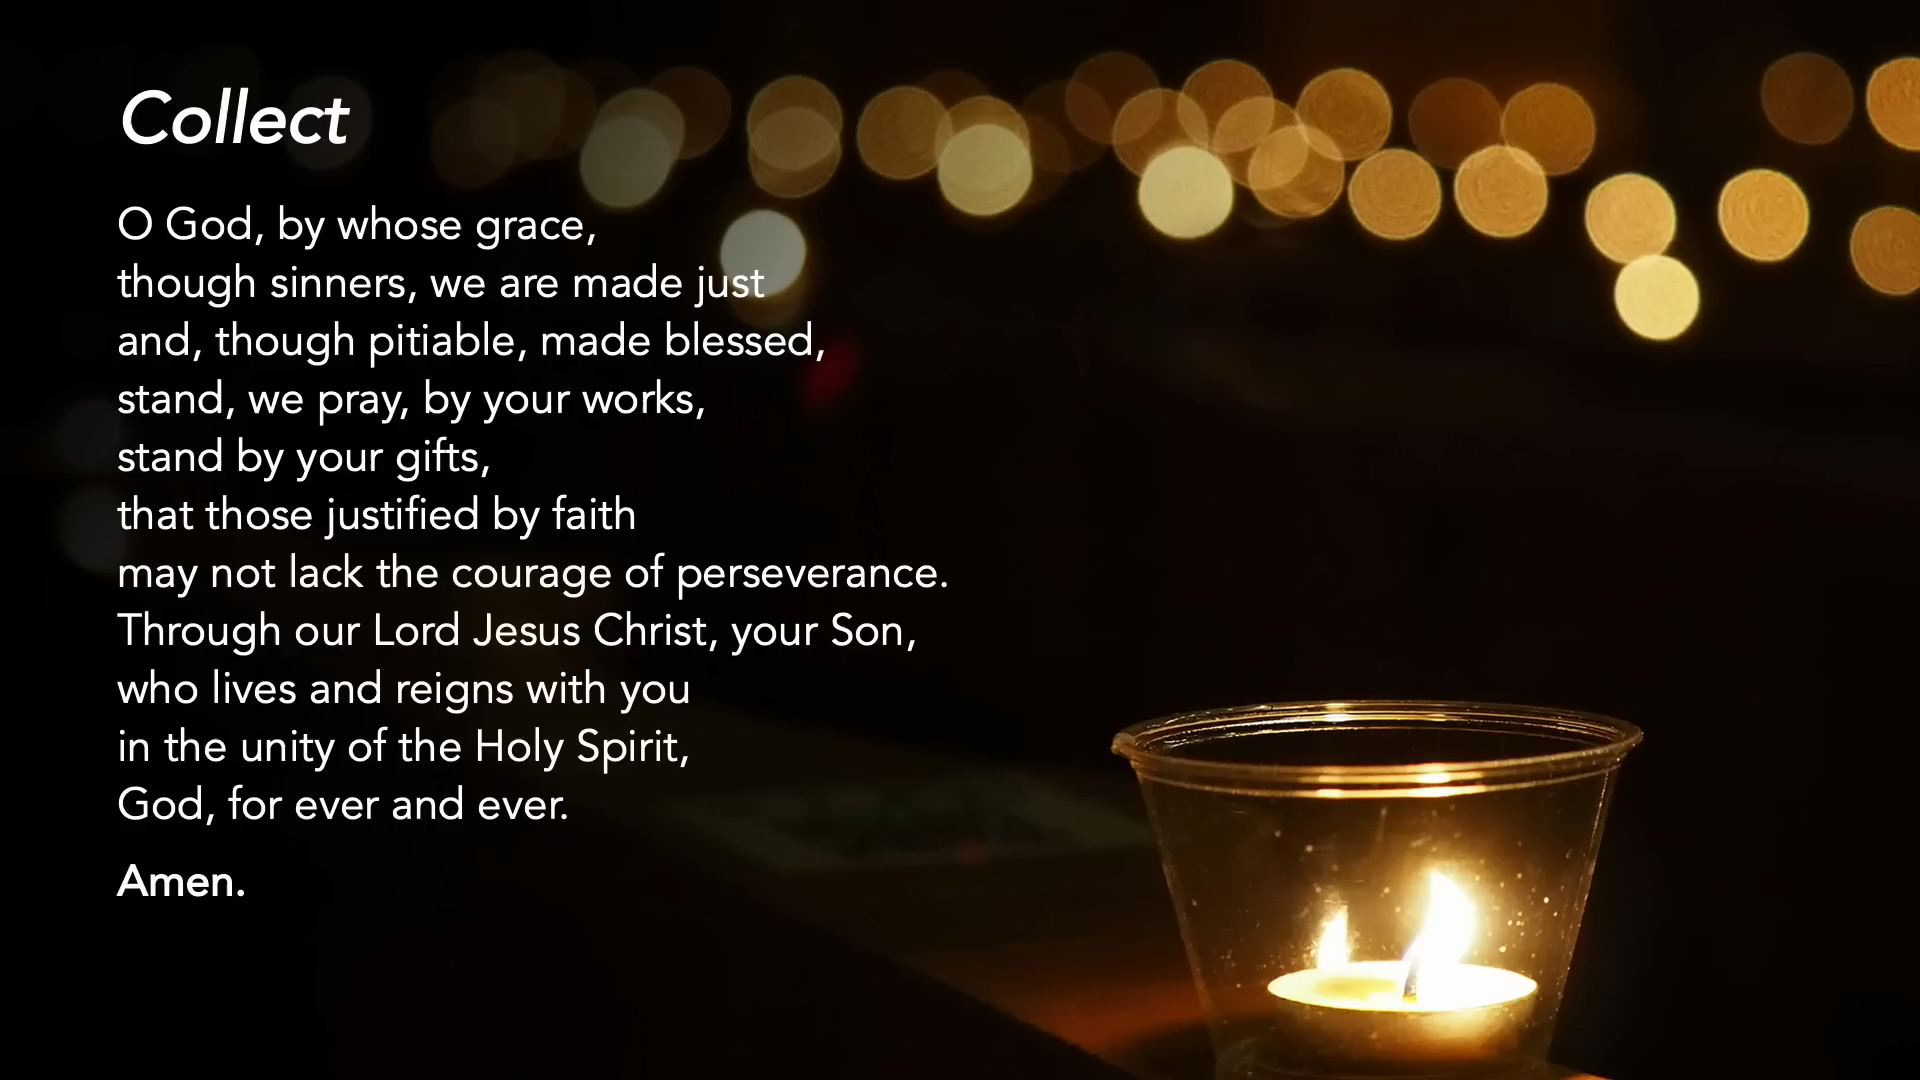 Collect
O God, by whose grace,
though sinners, we are made just
and, though pitiable, made blessed,
stand, we pray, by your works,
stand by your gifts,
that those justified by faith
may not lack the courage of perseverance.
Through our Lord Jesus Christ, your Son,
who lives and reigns with you
in the unity of the Holy Spirit,
God, for ever and ever.
Amen.